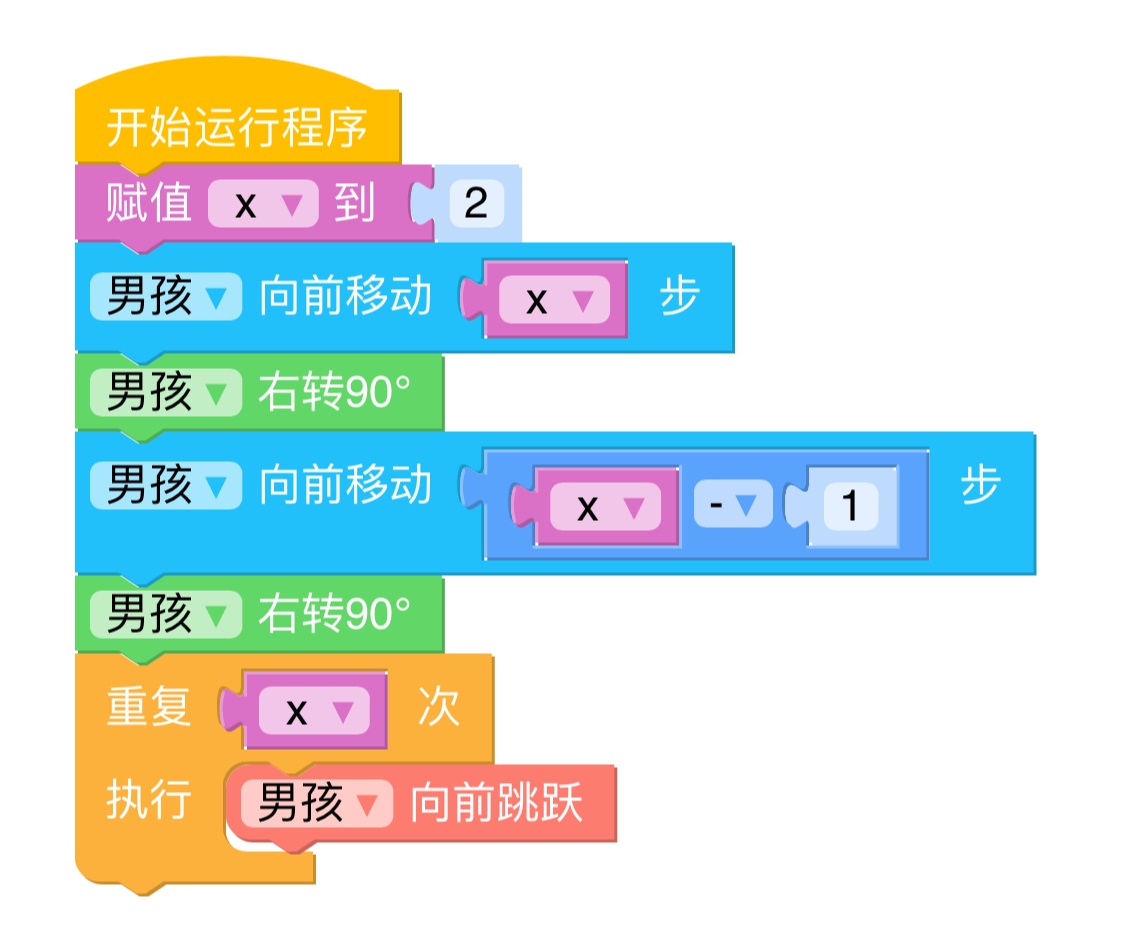 开始运行程序
赋值 x ▼ 到 2
男孩 ▼ 向前移动 x ▼ 步
男孩 ▼ 右转90°
男孩 ▼ 向前移动 x ▼ - ▼ 1 步
男孩 ▼ 右转90°
重复 x ▼ 次
执行 男孩 ▼ 向前跳跃